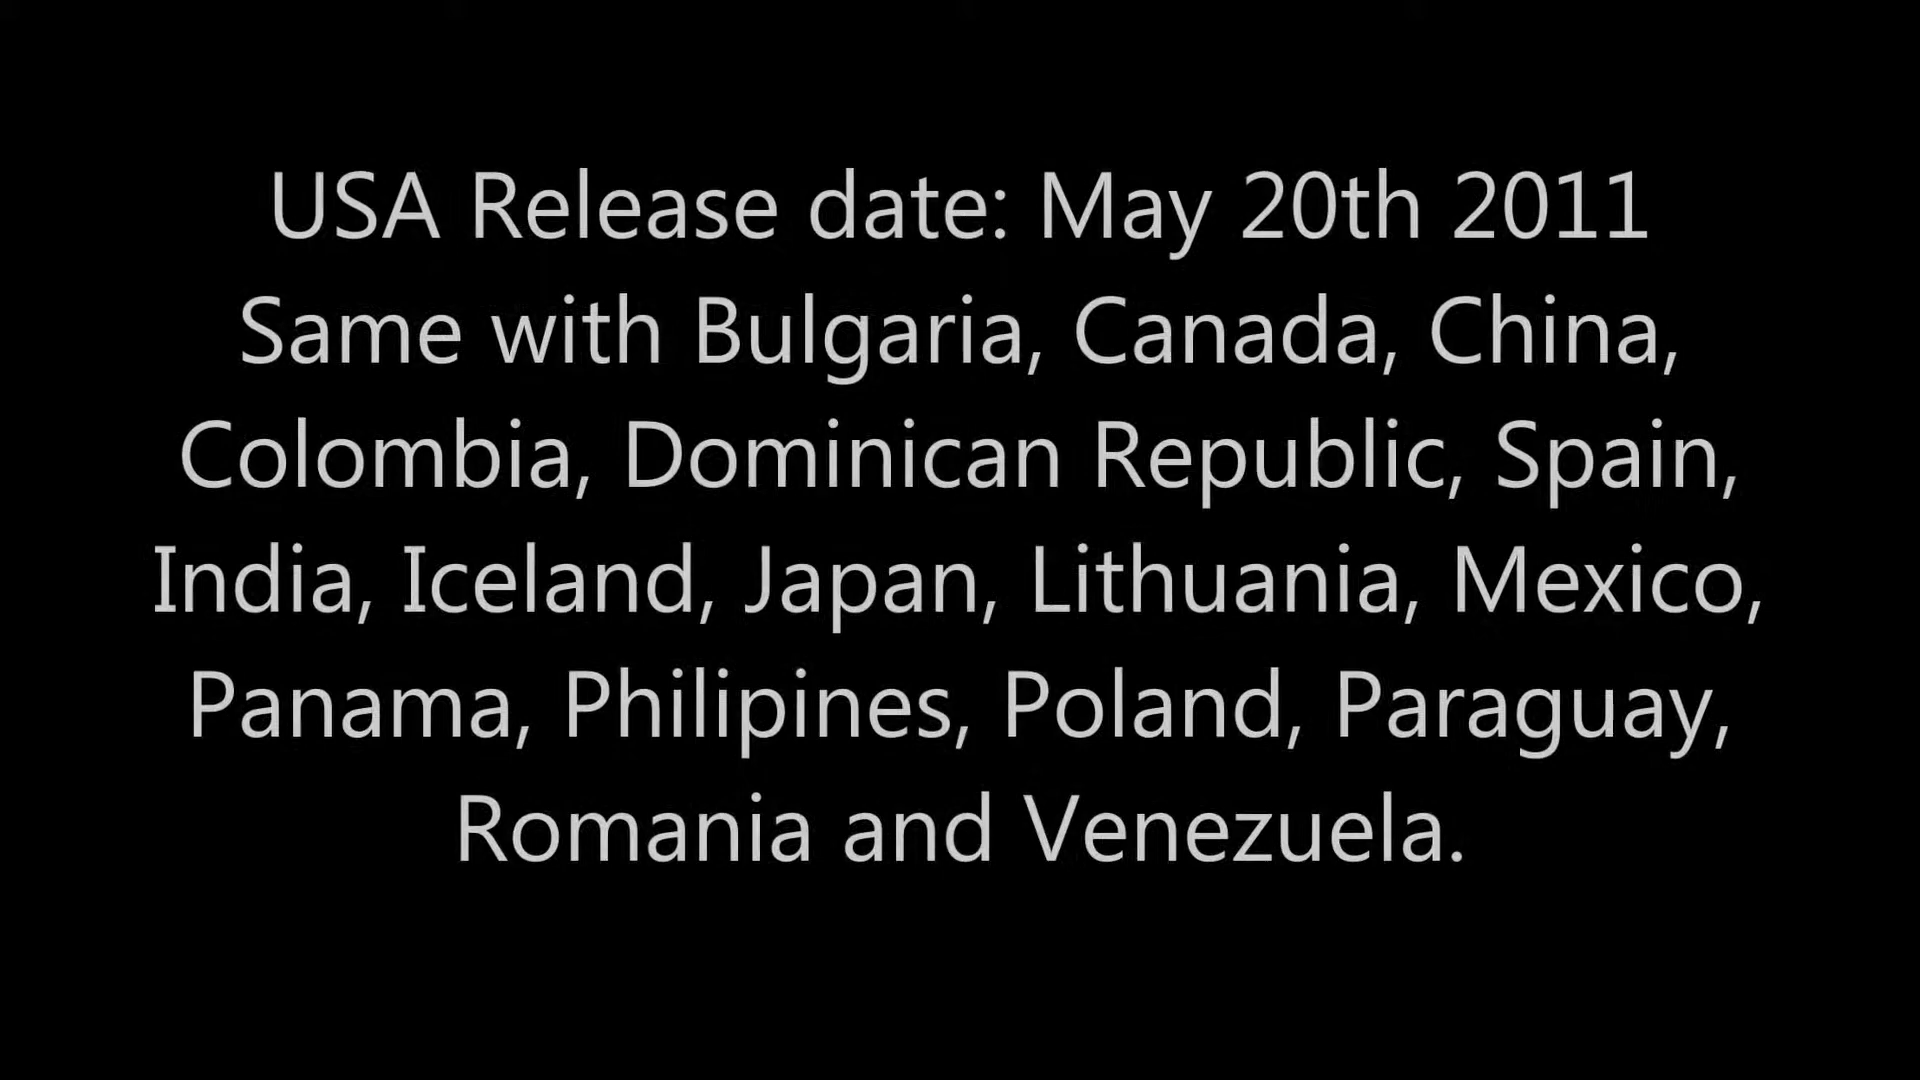 USA Release date: May 20th 2011
Same with Bulgaria, Canada, China,
Colombia, Dominican Republic, Spain,
India, Iceland, Japan, Lithuania, Mexico,
Panama, Philipines, Poland, Paraguay,
Romania and Venezuela.